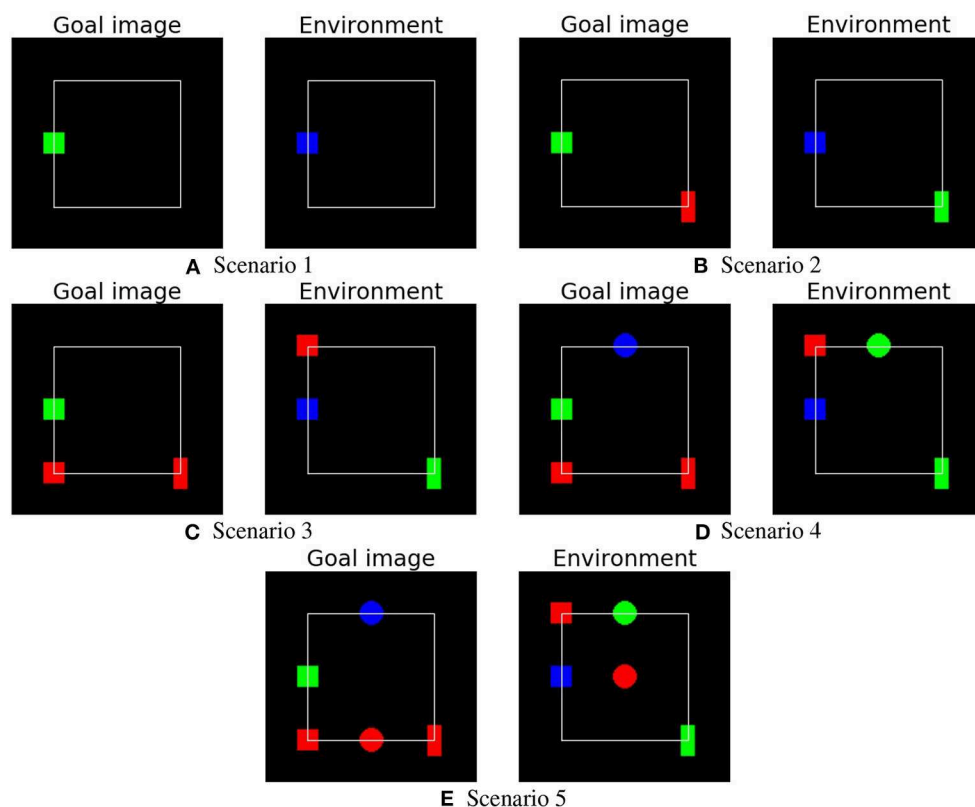 Goal image Environment Goal image Environment
A Scenario 1 B Scenario 2
Goal image Environment Goal image Environment
C Scenario 3 D Scenario 4
Goal image Environment
E Scenario 5